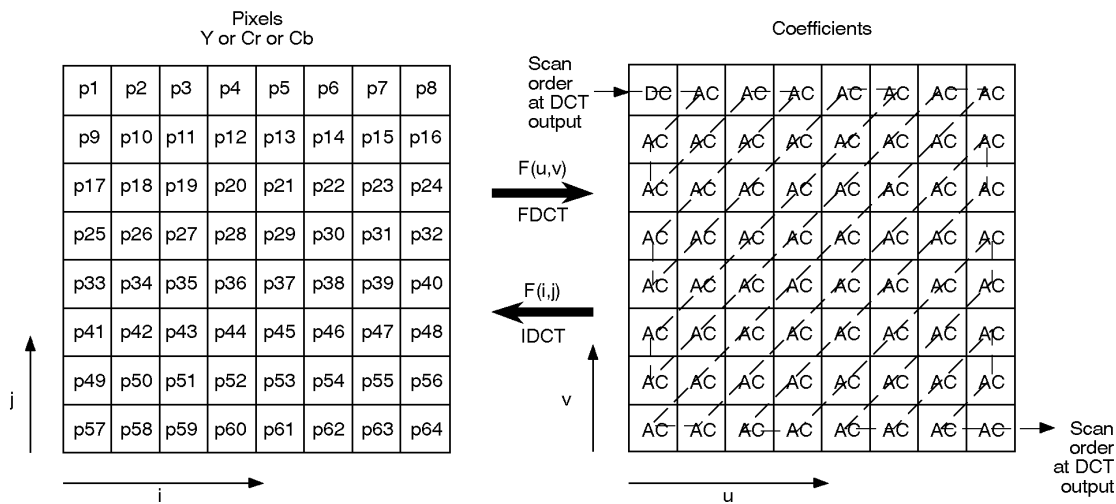 Pixels
Y or Cr or Cb
Coefficients
Scan
order
at DCT
output
p1 p2 p3 p4 p5 p6 p7 p8
p9 p10 p11 p12 p13 p14 p15 p16
p17 p18 p19 p20 p21 p22 p23 p24
p25 p26 p27 p28 p29 p30 p31 p32
p33 p34 p35 p36 p37 p38 p39 p40
p41 p42 p43 p44 p45 p46 p47 p48
p49 p50 p51 p52 p53 p54 p55 p56
p57 p58 p59 p60 p61 p62 p63 p64
j
i
F(u,v)
FDCT
F(i,j)
IDCT
DC AC AC AC AC AC AC AC
AC AC AC AC AC AC AC AC
AC AC AC AC AC AC AC AC
AC AC AC AC AC AC AC AC
AC AC AC AC AC AC AC AC
AC AC AC AC AC AC AC AC
AC AC AC AC AC AC AC AC
AC AC AC AC AC AC AC AC
v
u
Scan
order
at DCT
output